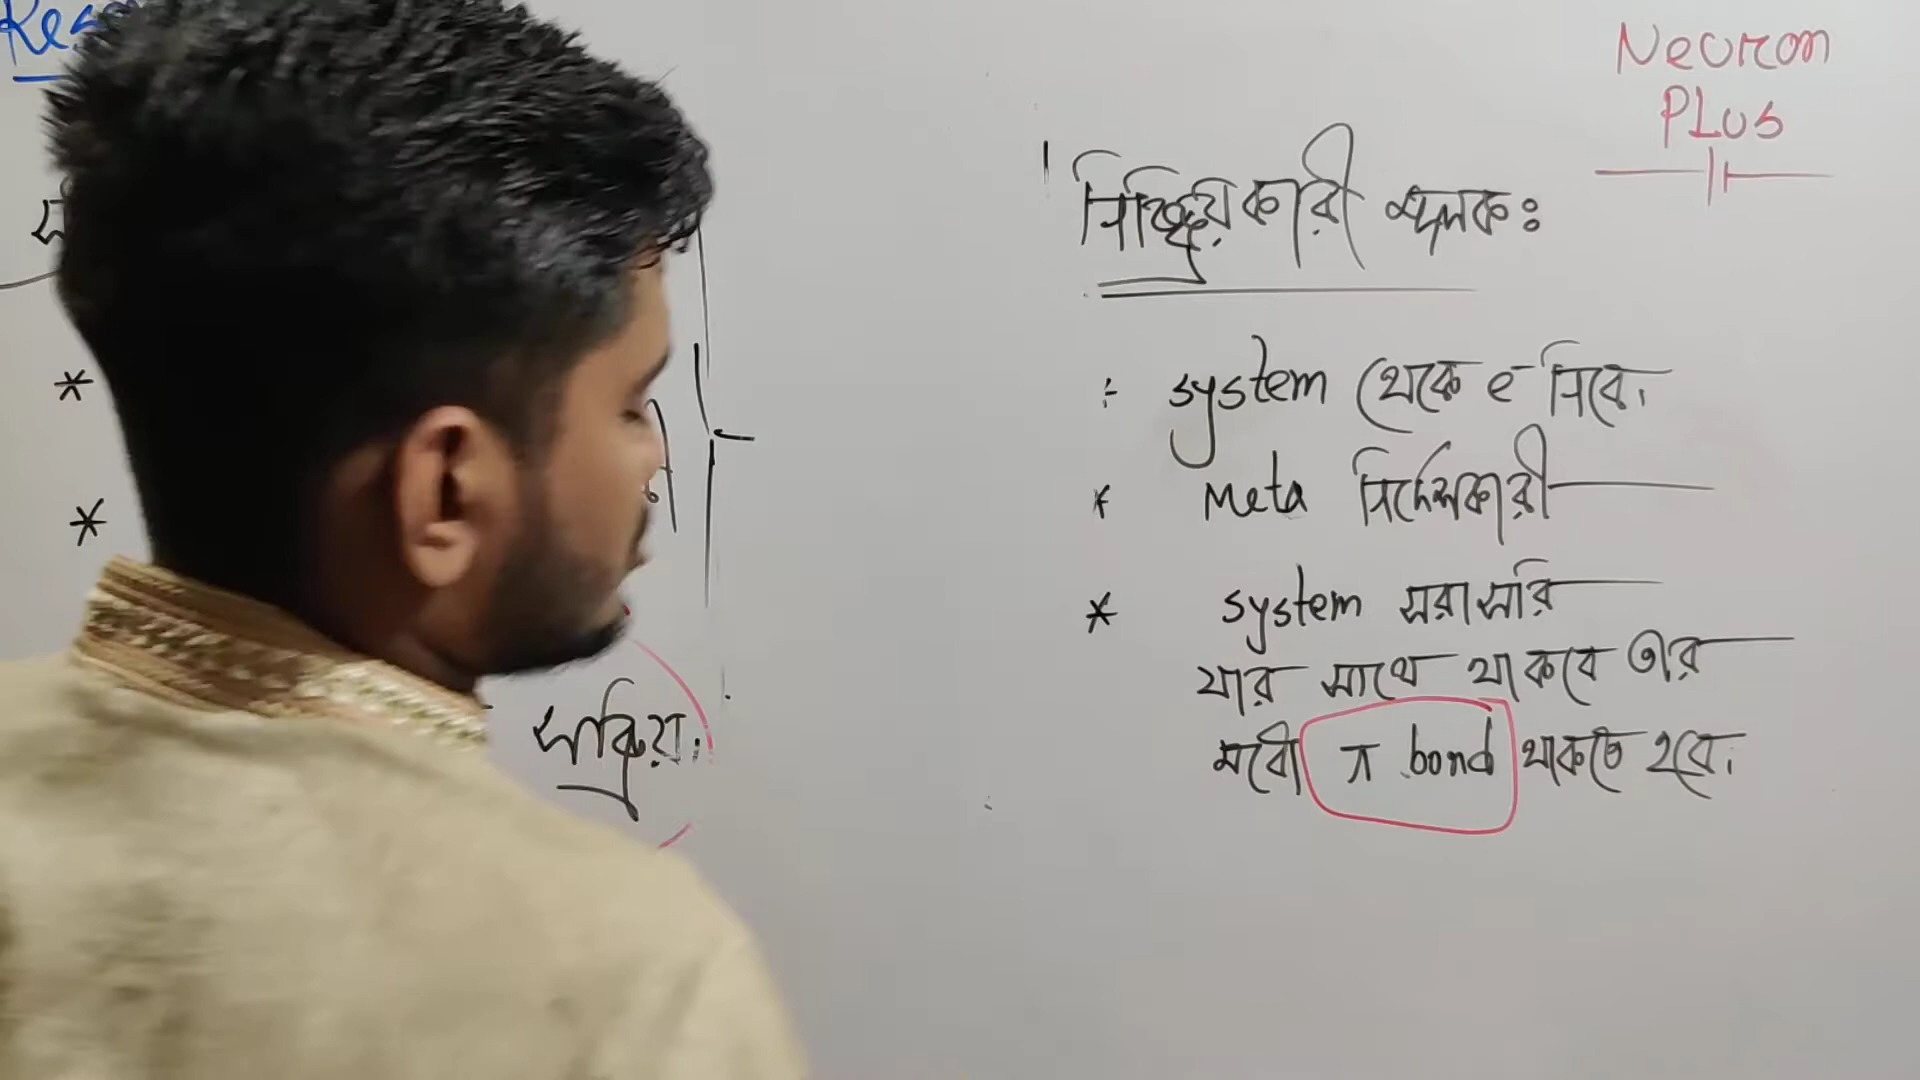 Neuron
PLUS
নিষ্ক্রিয়কারী মূলকঃ
system থেকে e⁻ নিবে।
* Meta নির্দেশকারী
* system সরাসরি
যার সাথে থাকবে তার
মধ্যে π bond থাকতে হবে।
*
*
সক্রিয়।